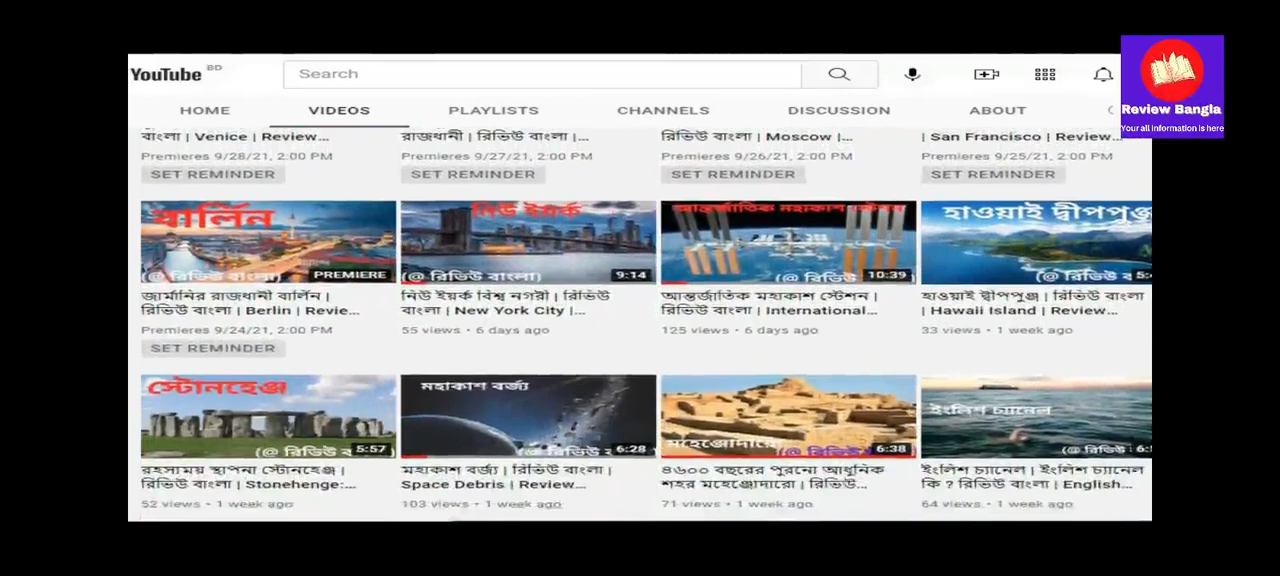 YouTube BD
Search
HOME VIDEOS PLAYLISTS CHANNELS DISCUSSION ABOUT
Review Bangla
Your all information is here
বাংলা | Venice | Review...
Premieres 9/28/21, 2:00 PM
SET REMINDER
রাজধানী | রিভিউ বাংলা |...
Premieres 9/27/21, 2:00 PM
SET REMINDER
রিভিউ বাংলা | Moscow |...
Premieres 9/26/21, 2:00 PM
SET REMINDER
| San Francisco | Review...
Premieres 9/25/21, 2:00 PM
SET REMINDER
বার্লিন
(@ রিভিউ বাংলা)
PREMIERE
জার্মানির রাজধানী বার্লিন |
রিভিউ বাংলা | Berlin | Revie...
Premieres 9/24/21, 2:00 PM
SET REMINDER
নিউ ইয়র্ক
(@ রিভিউ বাংলা)
9:14
নিউ ইয়র্ক বিশ্ব নগরী | রিভিউ
বাংলা | New York City |...
55 views • 6 days ago
আন্তর্জাতিক মহাকাশ
(@ রিভিউ
10:39
আন্তর্জাতিক মহাকাশ স্টেশন |
রিভিউ বাংলা | International...
125 views • 6 days ago
হাওয়াই দ্বীপপুঞ্জ
(@ রিভিউ ব
5:
হাওয়াই দ্বীপপুঞ্জ | রিভিউ বাংলা
| Hawaii Island | Review...
33 views • 1 week ago
স্টোনহেঞ্জ
(@ রিভিউ ব
5:57
রহস্যময় স্থাপনা স্টোনহেঞ্জ |
রিভিউ বাংলা | Stonehenge:...
52 views • 1 week ago
মহাকাশ বর্জ্য
(@ রিভিউ
6:28
মহাকাশ বর্জ্য | রিভিউ বাংলা |
Space Debris | Review...
103 views • 1 week ago
মহেঞ্জোদারো
(@ রিভিউ
6:38
৪৬০০ বছরের পুরনো আধুনিক
শহর মহেঞ্জোদারো | রিভিউ...
71 views • 1 week ago
ইংলিশ চ্যানেল
(@ রিভিউ ব
6:
ইংলিশ চ্যানেল | ইংলিশ চ্যানেল
কি ? রিভিউ বাংলা | English...
64 views • 1 week ago